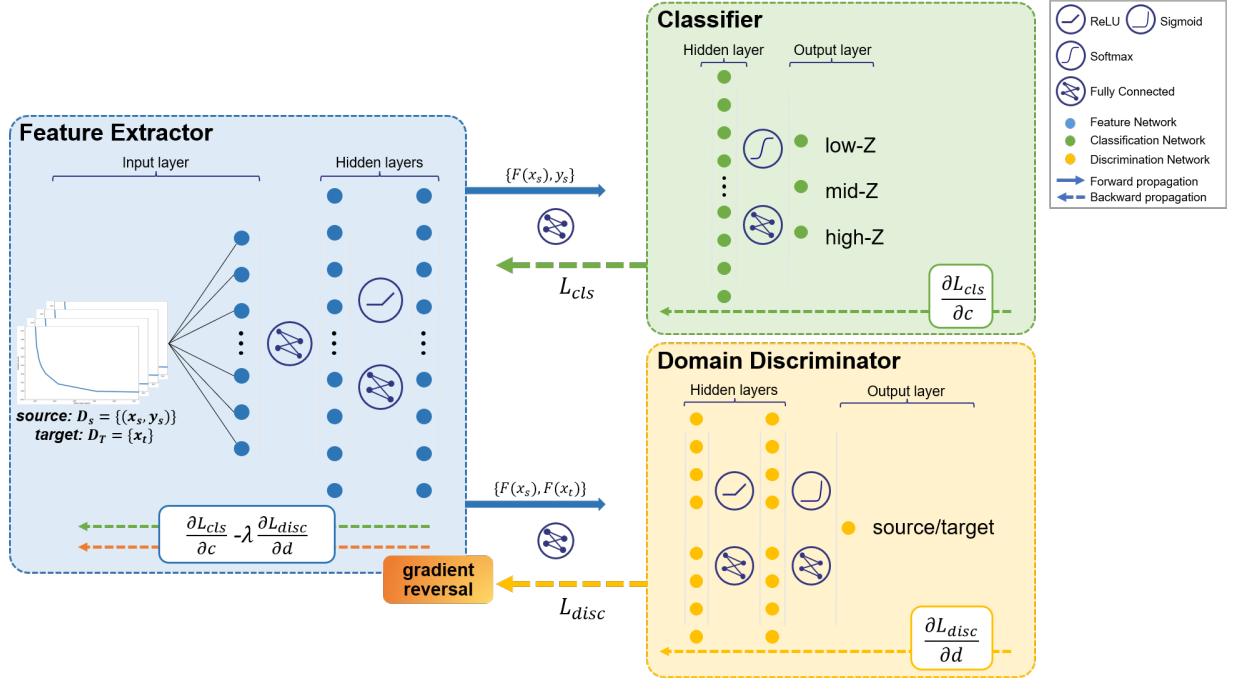 Feature Extractor
Input layer
Hidden layers
source: D_s = {(x_s, y_s)}
target: D_T = {x_t}
∂L_cls/∂c -λ ∂L_disc/∂d
gradient
reversal
{F(x_s), y_s}
L_cls
{F(x_s), F(x_t)}
L_disc
Classifier
Hidden layer
Output layer
low-Z
mid-Z
high-Z
∂L_cls/∂c
Domain Discriminator
Hidden layers
Output layer
source/target
∂L_disc/∂d
ReLU
Sigmoid
Softmax
Fully Connected
Feature Network
Classification Network
Discrimination Network
Forward propagation
Backward propagation